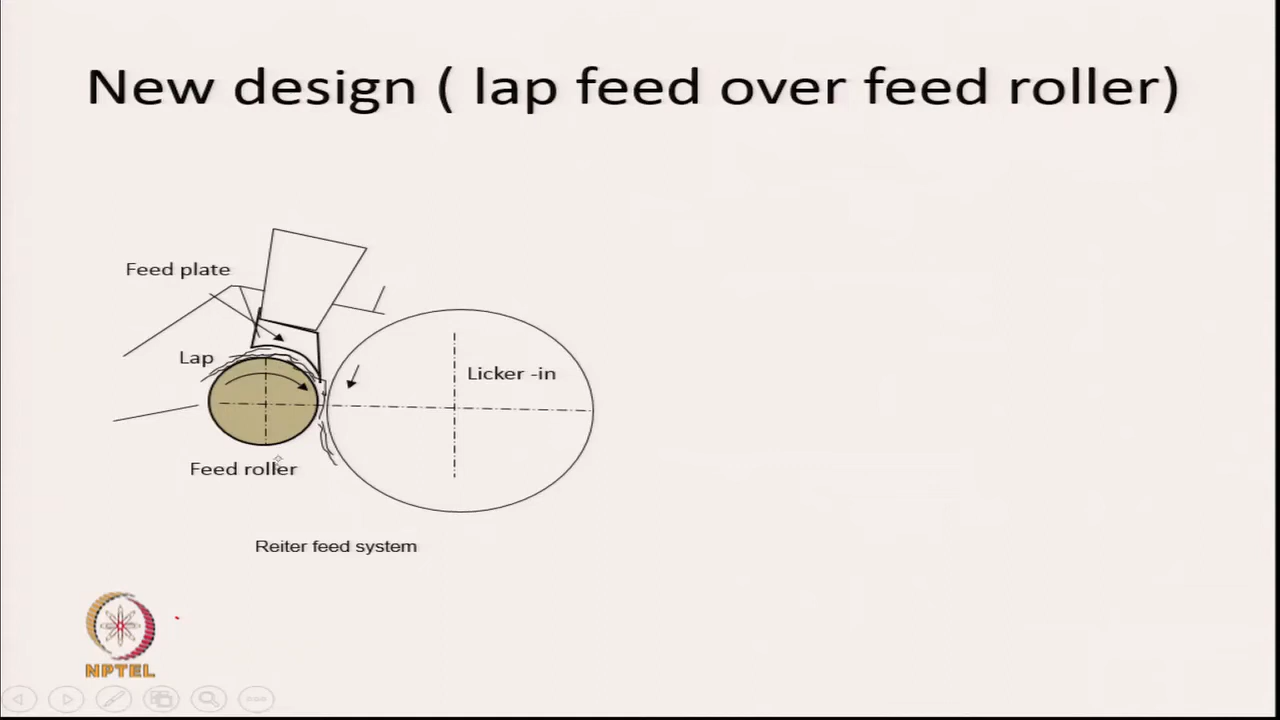 New design ( lap feed over feed roller)
Feed plate
Lap
Licker -in
Feed roller
Reiter feed system
NPTEL